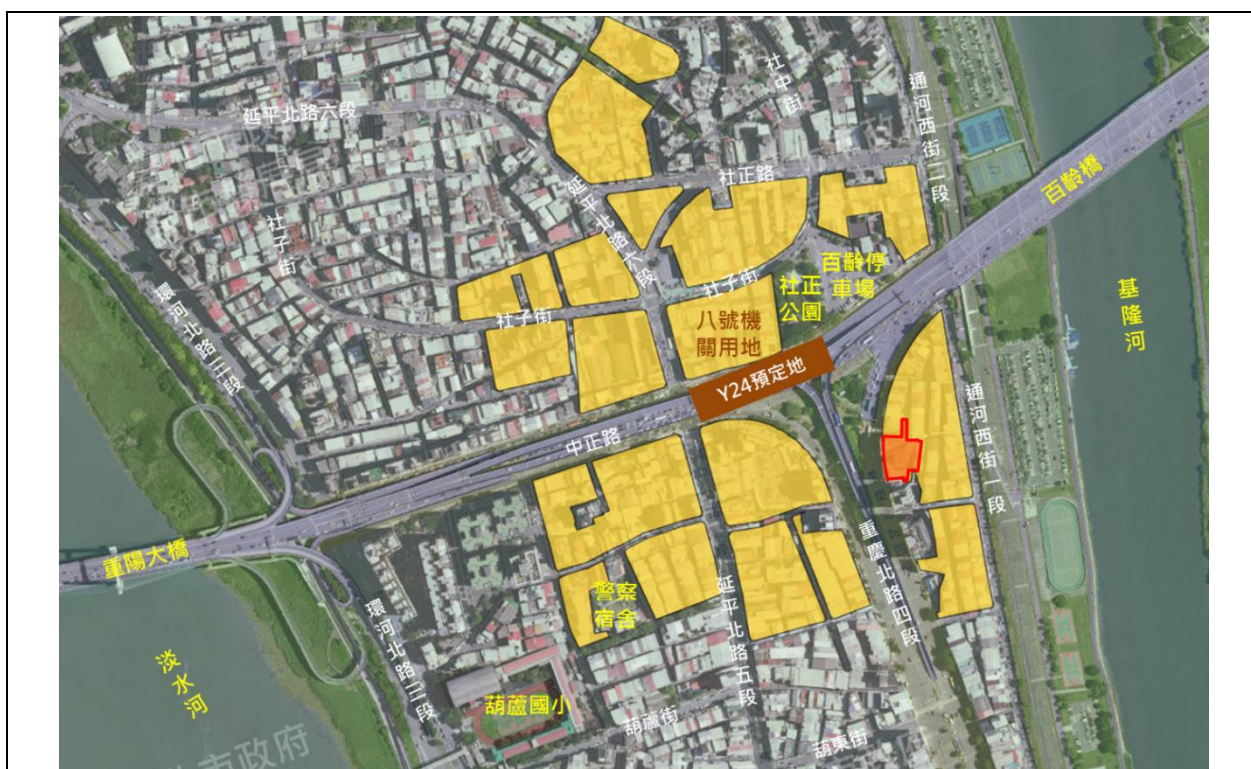 延平北路六段
社中街
通河西街二段
百齡橋
社正路
延平北路六段
社子街
百齡停
車場
社正
公園
社子街
社子街
八號機
關用地
基隆河
環河北路三段
Y24預定地
中正路
通河西街一段
重陽大橋
重慶北路四段
警察
宿舍
延平北路五段
環河北路三段
淡水河
葫蘆國小
葫蘆街
葫東街
市政府